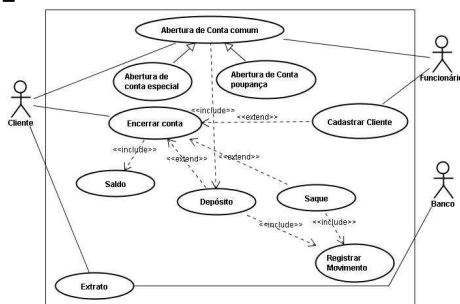 Abertura de Conta comum
Abertura de
conta especial
Abertura de Conta
poupança
Funcionário
Cliente
<<include>>
Encerrar conta
<<extend>>
Cadastrar Cliente
<<include>>
<<extend>>
<<extend>>
Saldo
Depósito
Saque
Banco
<<include>>
<<include>>
Registrar
Movimento
Extrato